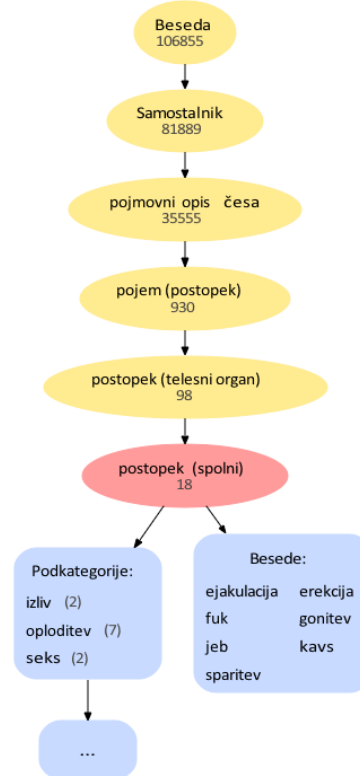 Beseda
106855
Samostalnik
81889
pojmovni opis česa
35555
pojem (postopek)
930
postopek (telesni organ)
98
postopek (spolni)
18
Podkategorije:
izliv (2)
oploditev (7)
seks (2)
...
Besede:
ejakulacija erekcija
fuk gonitev
jeb kavs
sparitev